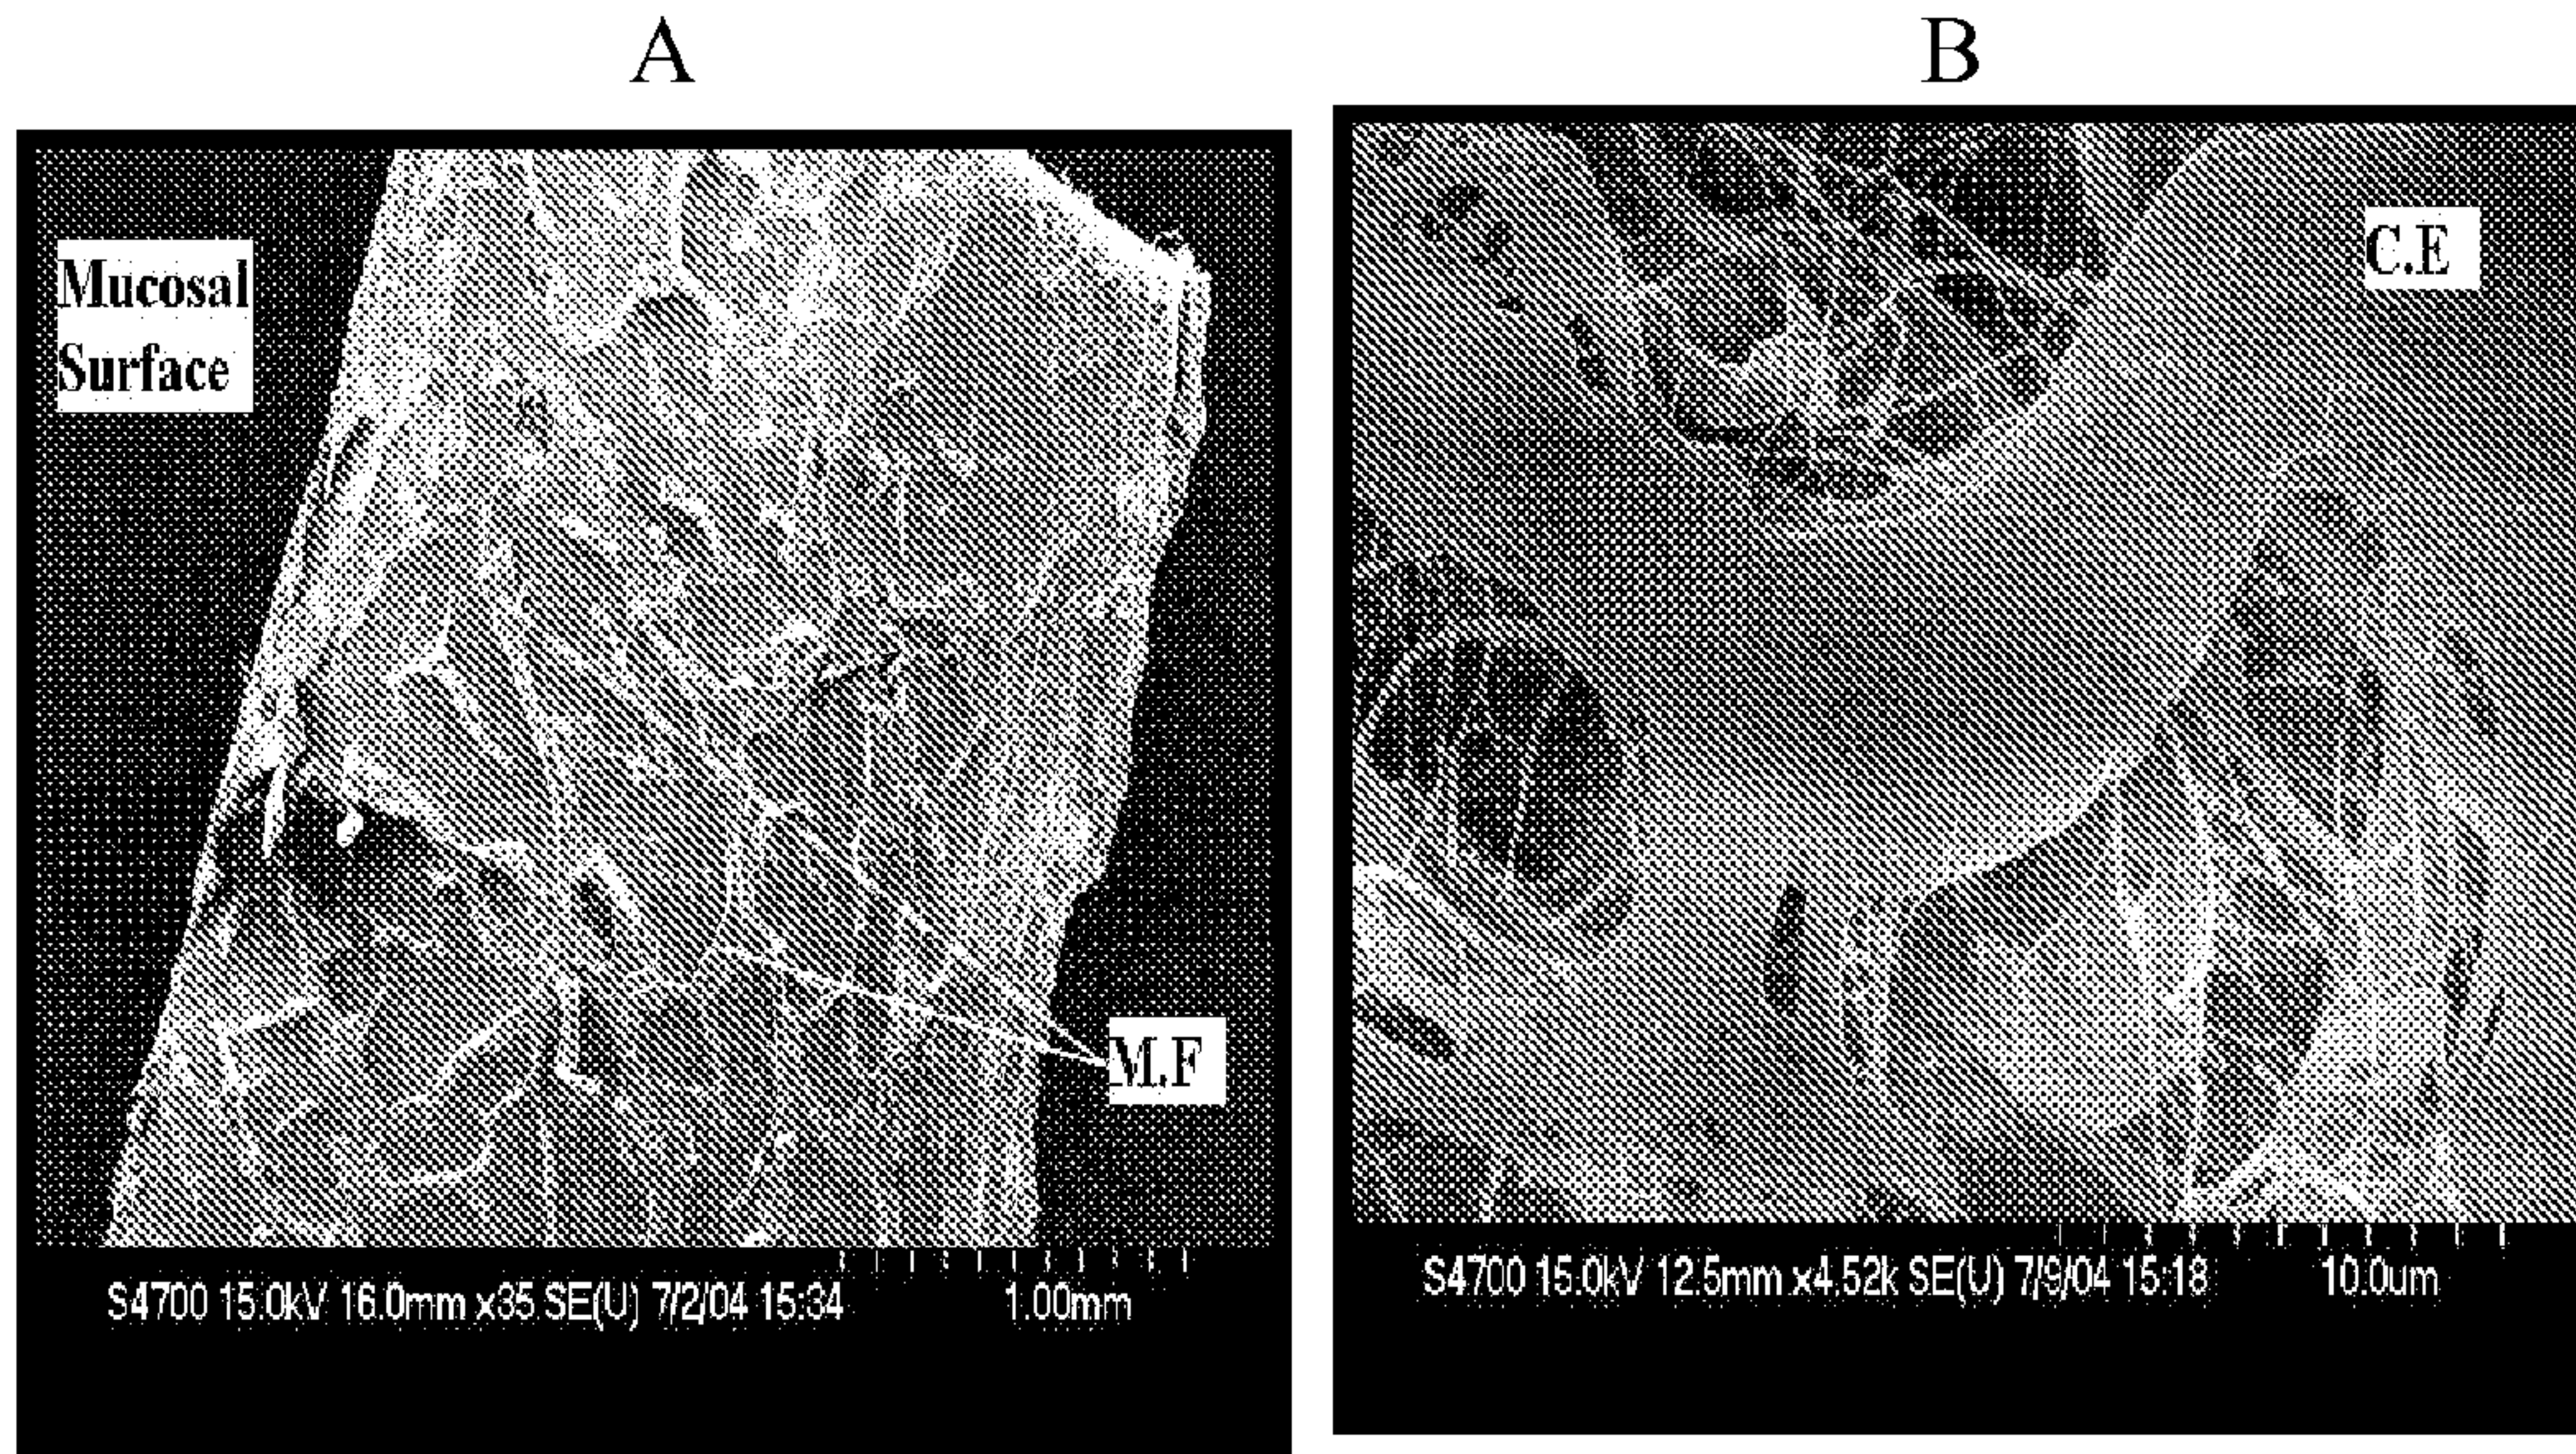 A
B
Mucosal
Surface
M.F
S4700 15.0kV 16.0mm x35 SE(U) 7/2/04 15:34
1.00mm
C.E
S4700 15.0kV 12.5mm x4.52k SE(U) 7/9/04 15:18
10.0um